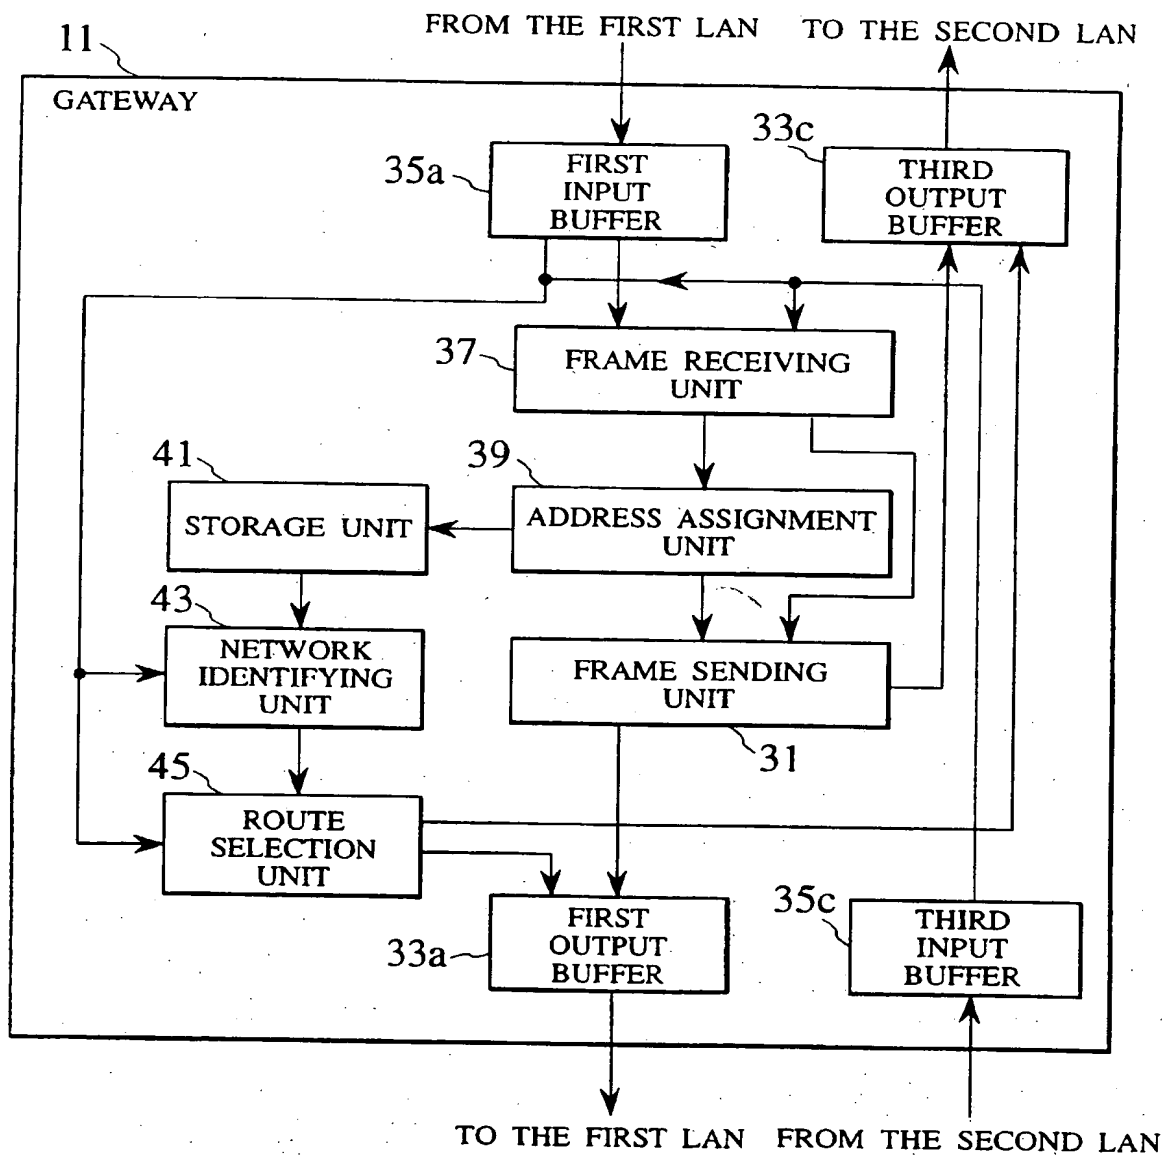 FROM THE FIRST LAN
TO THE SECOND LAN
11
GATEWAY
35a
FIRST
INPUT
BUFFER
33c
THIRD
OUTPUT
BUFFER
37
FRAME RECEIVING
UNIT
41
STORAGE UNIT
39
ADDRESS ASSIGNMENT
UNIT
43
NETWORK
IDENTIFYING
UNIT
FRAME SENDING
UNIT
31
45
ROUTE
SELECTION
UNIT
33a
FIRST
OUTPUT
BUFFER
35c
THIRD
INPUT
BUFFER
TO THE FIRST LAN
FROM THE SECOND LAN